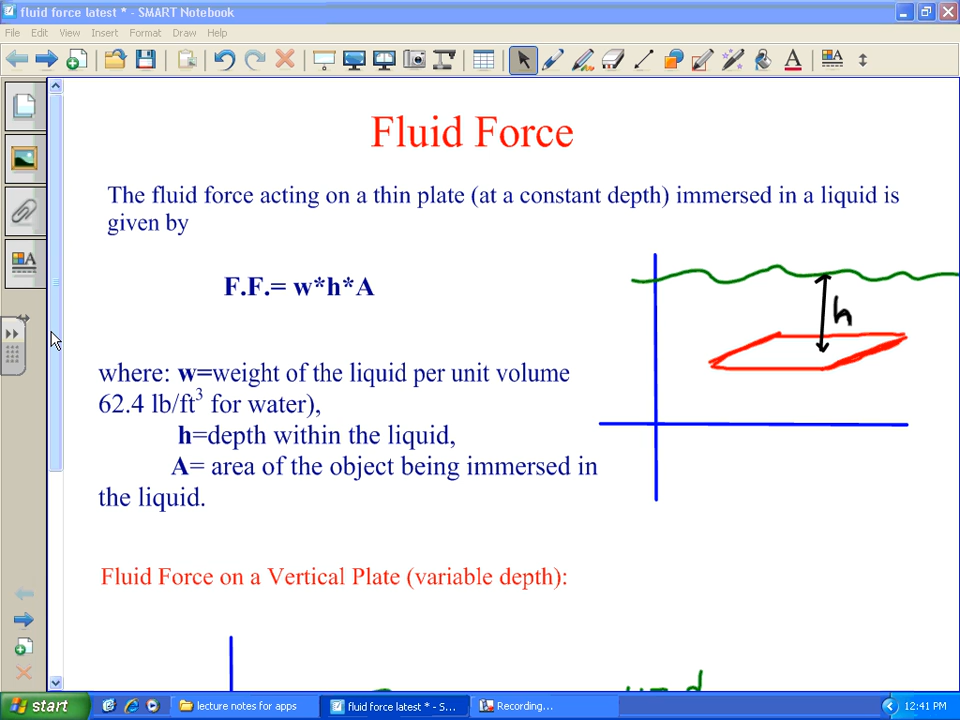 fluid force latest * - SMART Notebook
File Edit View Insert Format Draw Help
Fluid Force
The fluid force acting on a thin plate (at a constant depth) immersed in a liquid is
given by
F.F.= w*h*A
h
where: w=weight of the liquid per unit volume
62.4 lb/ft³ for water),
h=depth within the liquid,
A= area of the object being immersed in
the liquid.
Fluid Force on a Vertical Plate (variable depth):
start
lecture notes for apps
fluid force latest * - S...
Recording...
12:41 PM